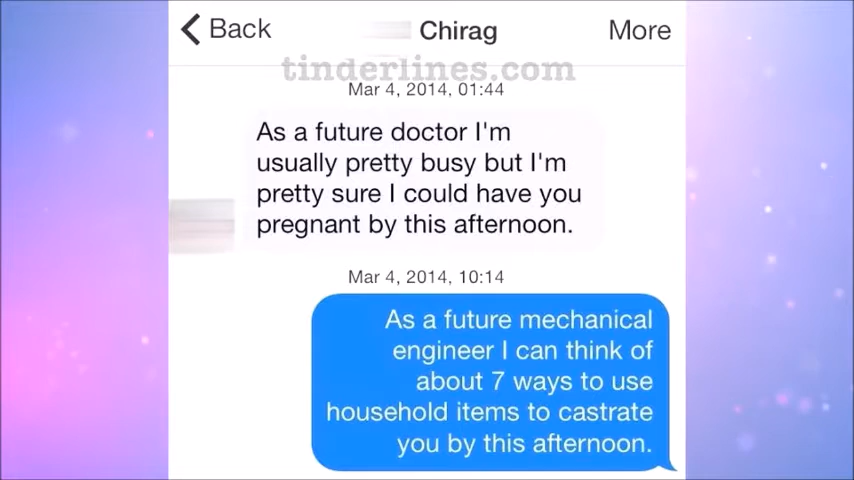 Back
Chirag
More
tinderlines.com
Mar 4, 2014, 01:44
As a future doctor I'm
usually pretty busy but I'm
pretty sure I could have you
pregnant by this afternoon.
Mar 4, 2014, 10:14
As a future mechanical
engineer I can think of
about 7 ways to use
household items to castrate
you by this afternoon.